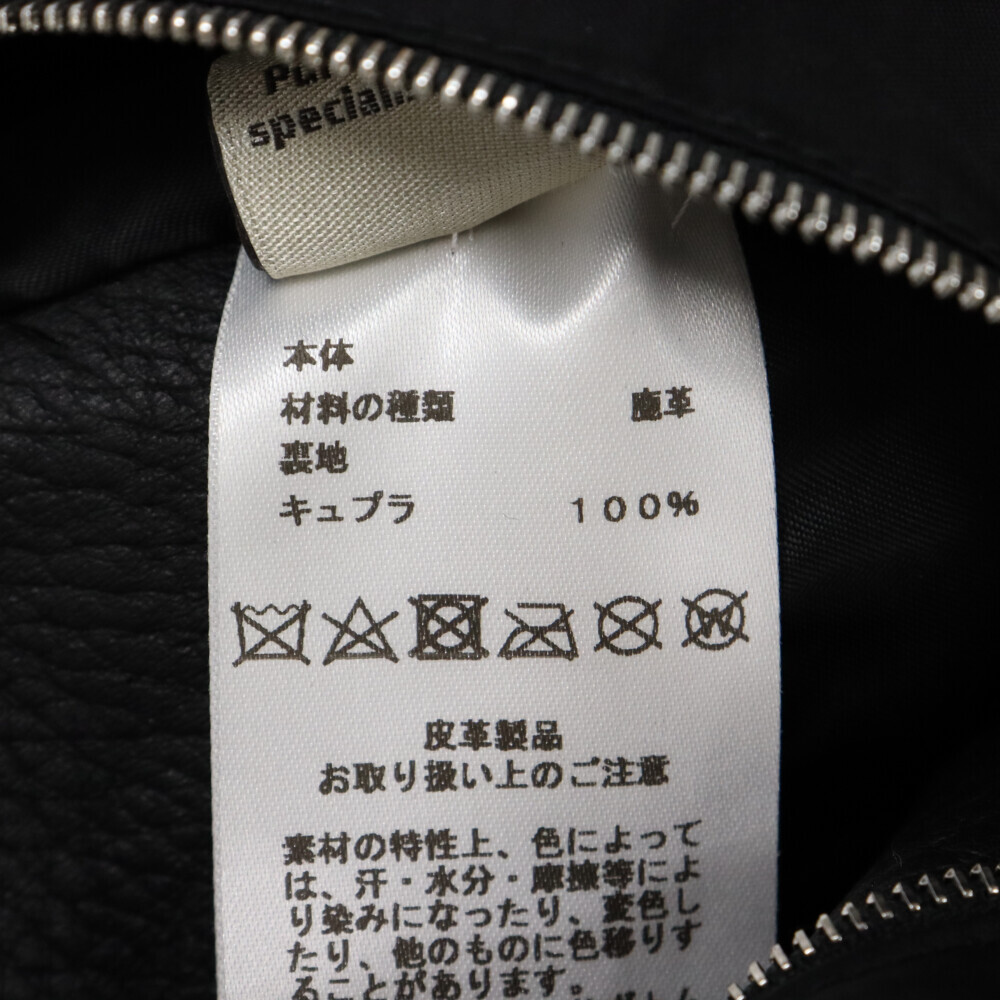 special
本体
材料の種類 鹿革
裏地
キュプラ 100%
皮革製品
お取り扱い上のご注意
素材の特性上、色によって
は、汗・水分・摩擦等によ
り染みになったり、変色し
たり、他のものに色移りす
ることがあります。